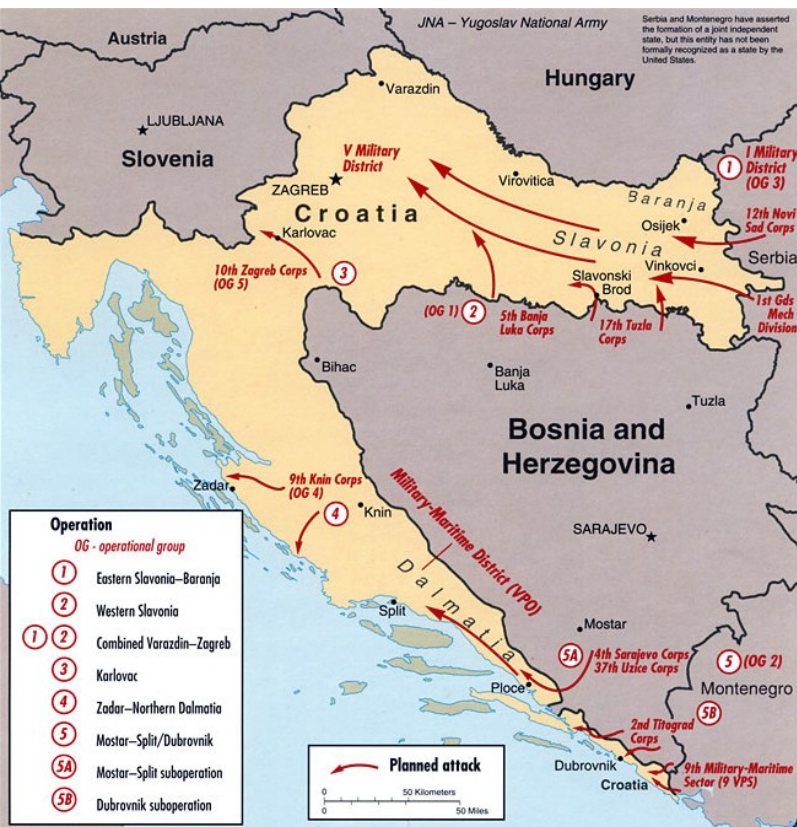 JNA – Yugoslav National Army
Serbia and Montenegro have asserted
the formation of a joint independent
state, but this entity has not been
formally recognized as a state by the
United States.
Austria
Hungary
Varazdin
LJUBLJANA
Slovenia
V Military
District
ZAGREB
Croatia
Virovitica
1
I Military
District
(OG 3)
Baranja
Osijek
12th Novi
Sad Corps
Karlovac
Slavonia
Serbia
10th Zagreb Corps
(OG 5)
3
Vinkovci
Slavonski
Brod
(OG 1)
2
5th Banja
Luka Corps
17th Tuzla
Corps
1st Gds
Mech
Division
Bihac
Banja
Luka
Tuzla
Bosnia and
Herzegovina
Zadar
9th Knin Corps
(OG 4)
4
Knin
Military-Maritime District (VPO)
SARAJEVO
Dalmatia
Split
Mostar
5A
4th Sarajevo Corps
37th Uzice Corps
5
(OG 2)
Montenegro
5B
Ploce
2nd Titograd
Corps
Dubrovnik
Croatia
9th Military-Maritime
Sector (9 VPS)
Operation
OG - operational group
1 Eastern Slavonia–Baranja
2 Western Slavonia
1 2 Combined Varazdin–Zagreb
3 Karlovac
4 Zadar–Northern Dalmatia
5 Mostar–Split/Dubrovnik
5A Mostar–Split suboperation
5B Dubrovnik suboperation
Planned attack
0 50 Kilometers
0 50 Miles